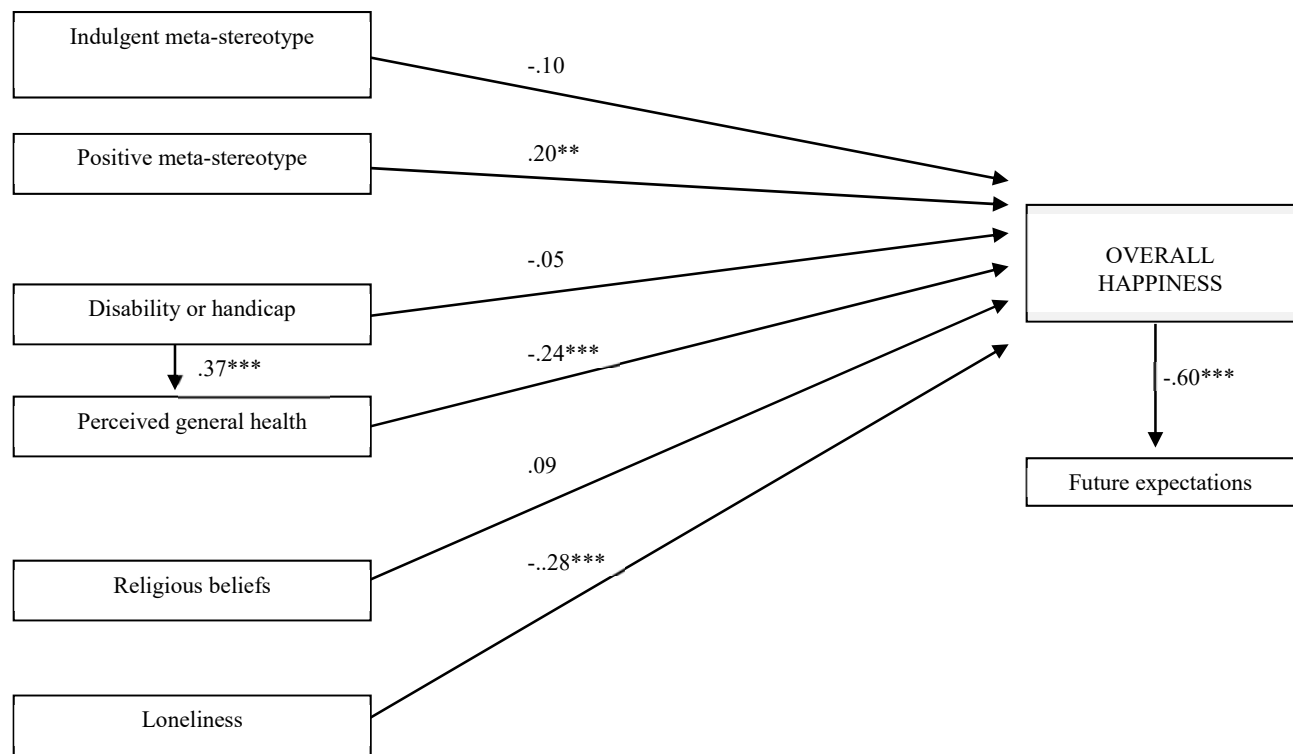 Indulgent meta-stereotype
-.10
Positive meta-stereotype
.20**
Disability or handicap
-.05
.37***
Perceived general health
-.24***
Religious beliefs
.09
Loneliness
-..28***
OVERALL
HAPPINESS
-.60***
Future expectations